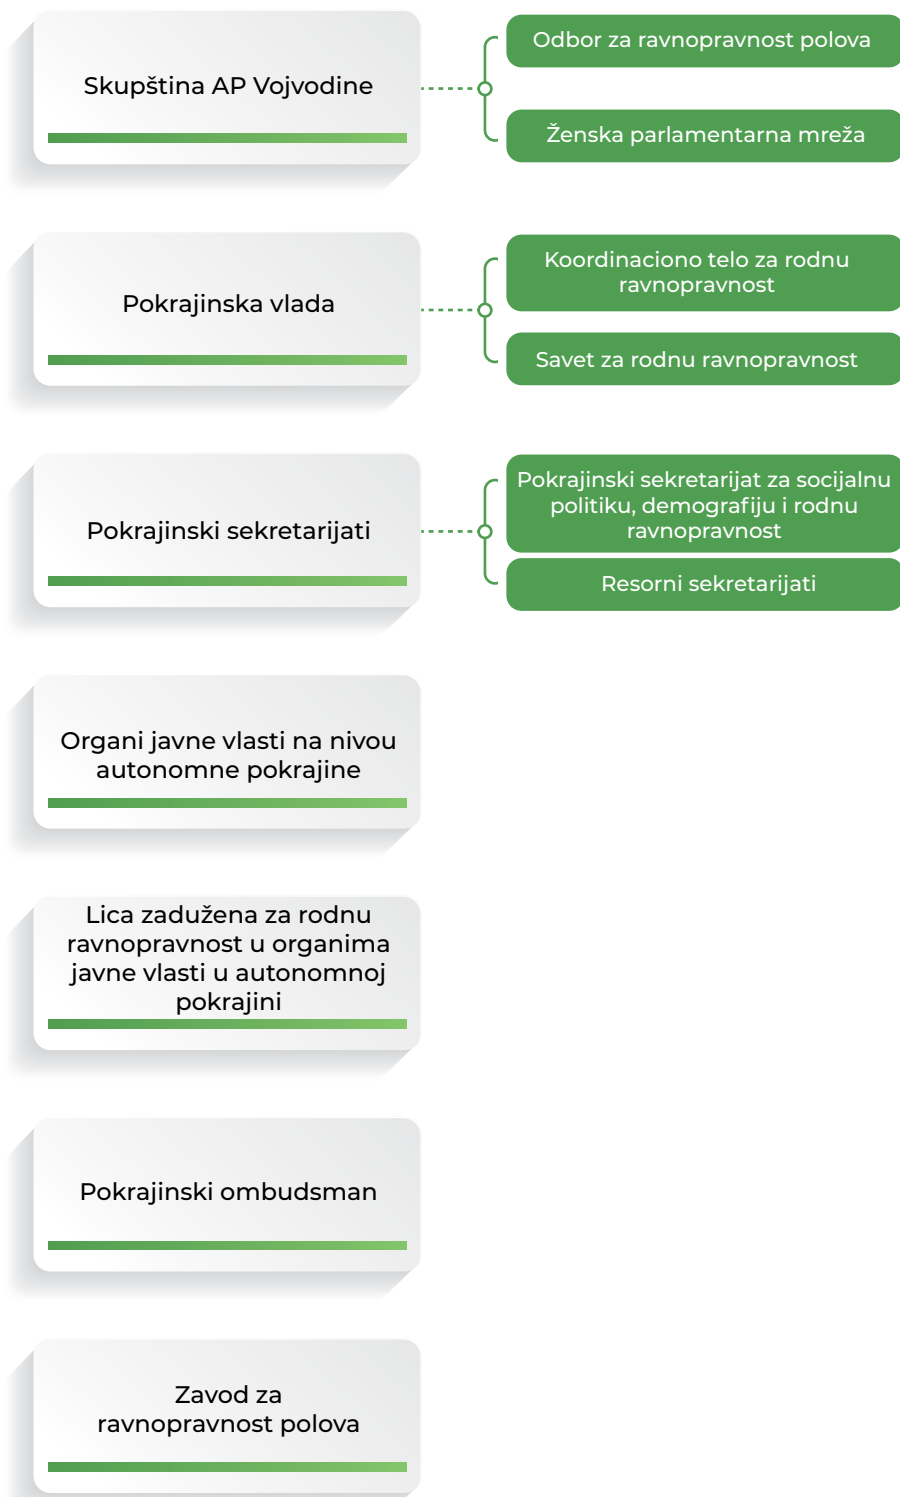 Skupština AP Vojvodine
Odbor za ravnopravnost polova
Ženska parlamentarna mreža
Pokrajinska vlada
Koordinaciono telo za rodnu
ravnopravnost
Savet za rodnu ravnopravnost
Pokrajinski sekretarijati
Pokrajinski sekretarijat za socijalnu
politiku, demografiju i rodnu
ravnopravnost
Resorni sekretarijati
Organi javne vlasti na nivou
autonomne pokrajine
Lica zadužena za rodnu
ravnopravnost u organima
javne vlasti u autonomnoj
pokrajini
Pokrajinski ombudsman
Zavod za
ravnopravnost polova